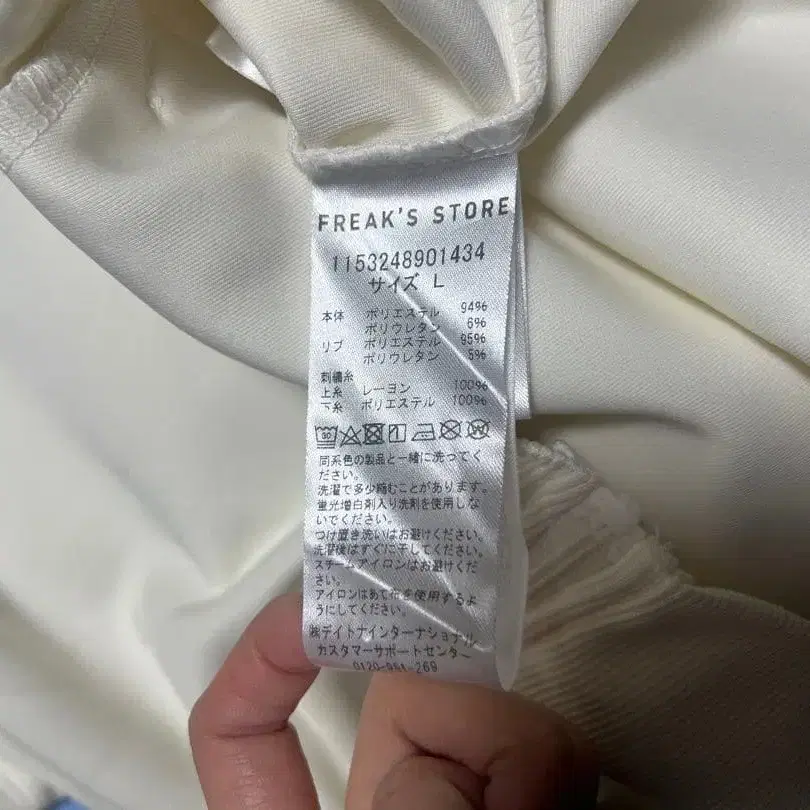 FREAK'S STORE
1153248901434
サイズ L
本体 ポリエステル 94%
ポリウレタン 6%
リブ ポリエステル 95%
ポリウレタン 5%
刺繍糸
上糸 レーヨン 100%
下糸 ポリエステル 100%
30
同系色の製品と一緒に洗ってく
ださい。
洗濯で多少縮むことがあります。
蛍光増白剤入り洗剤を使用しな
いでください。
つけ置き洗いはお避けください。
洗濯後はすぐに干してください。
スチームアイロンはお避けくだ
さい。
アイロンはあて布を使用するよ
うにしてください。
㈱デイトナインターナショナル
カスタマーサポートセンター
0120-951-269